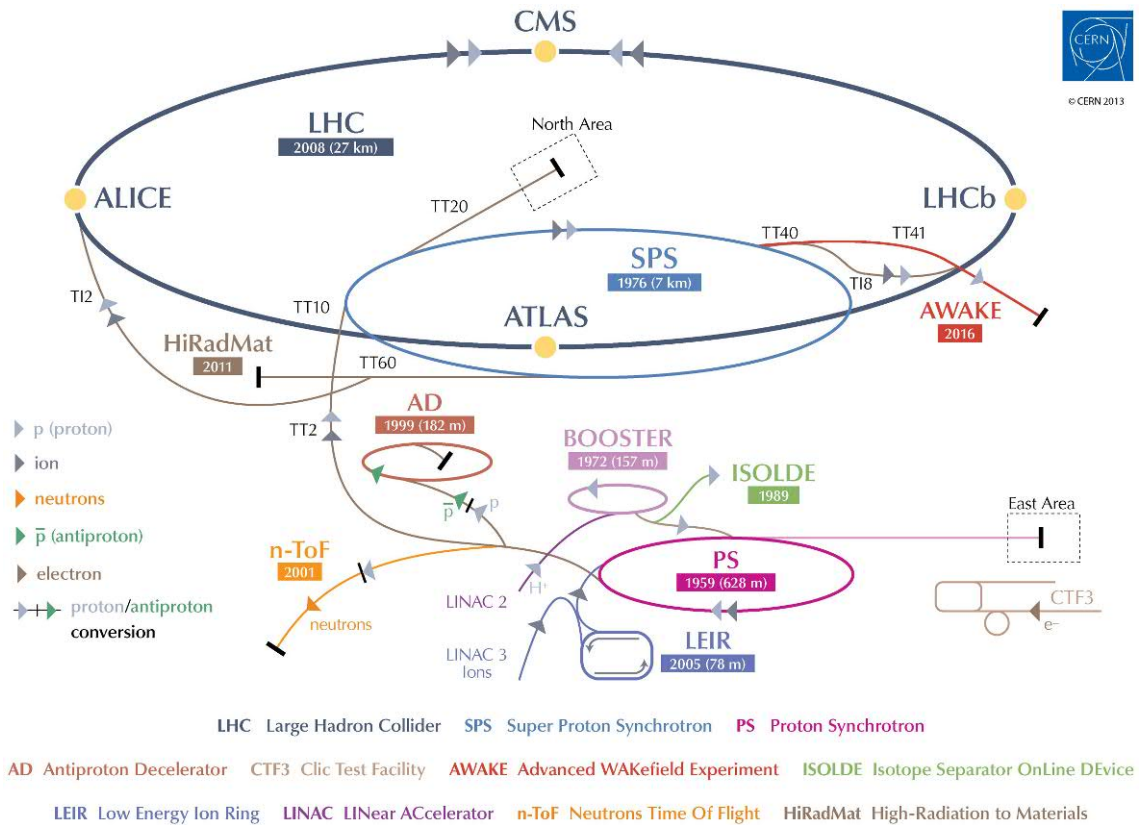 CMS
CERN
© CERN 2013
LHC
2008 (27 km)
North Area
ALICE
TT20
LHCb
TT40
TT41
SPS
1976 (7 km)
TI2
TT10
TI8
ATLAS
AWAKE
2016
HiRadMat
2011
TT60
AD
1999 (182 m)
TT2
BOOSTER
1972 (157 m)
ISOLDE
1989
p (proton)
ion
neutrons
p̅ (antiproton)
electron
proton/antiproton
conversion
p
p̅
East Area
n-ToF
2001
PS
1959 (628 m)
H⁺
LINAC 2
neutrons
CTF3
e⁻
LEIR
2005 (78 m)
LINAC 3
Ions
LHC Large Hadron Collider SPS Super Proton Synchrotron PS Proton Synchrotron
AD Antiproton Decelerator CTF3 Clic Test Facility AWAKE Advanced WAKefield Experiment ISOLDE Isotope Separator OnLine DEvice
LEIR Low Energy Ion Ring LINAC LINear ACcelerator n-ToF Neutrons Time Of Flight HiRadMat High-Radiation to Materials